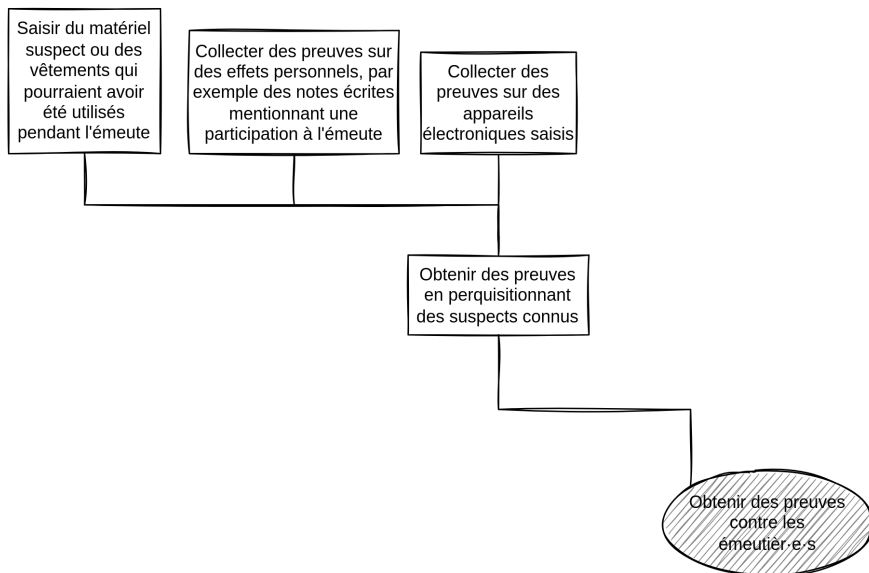 Saisir du matériel
suspect ou des
vêtements qui
pourraient avoir
été utilisés
pendant l'émeute
Collecter des preuves sur
des effets personnels, par
exemple des notes écrites
mentionnant une
participation à l'émeute
Collecter des
preuves sur des
appareils
électroniques saisis
Obtenir des preuves
en perquisitionnant
des suspects connus
Obtenir des preuves
contre les
émeutièr·e·s